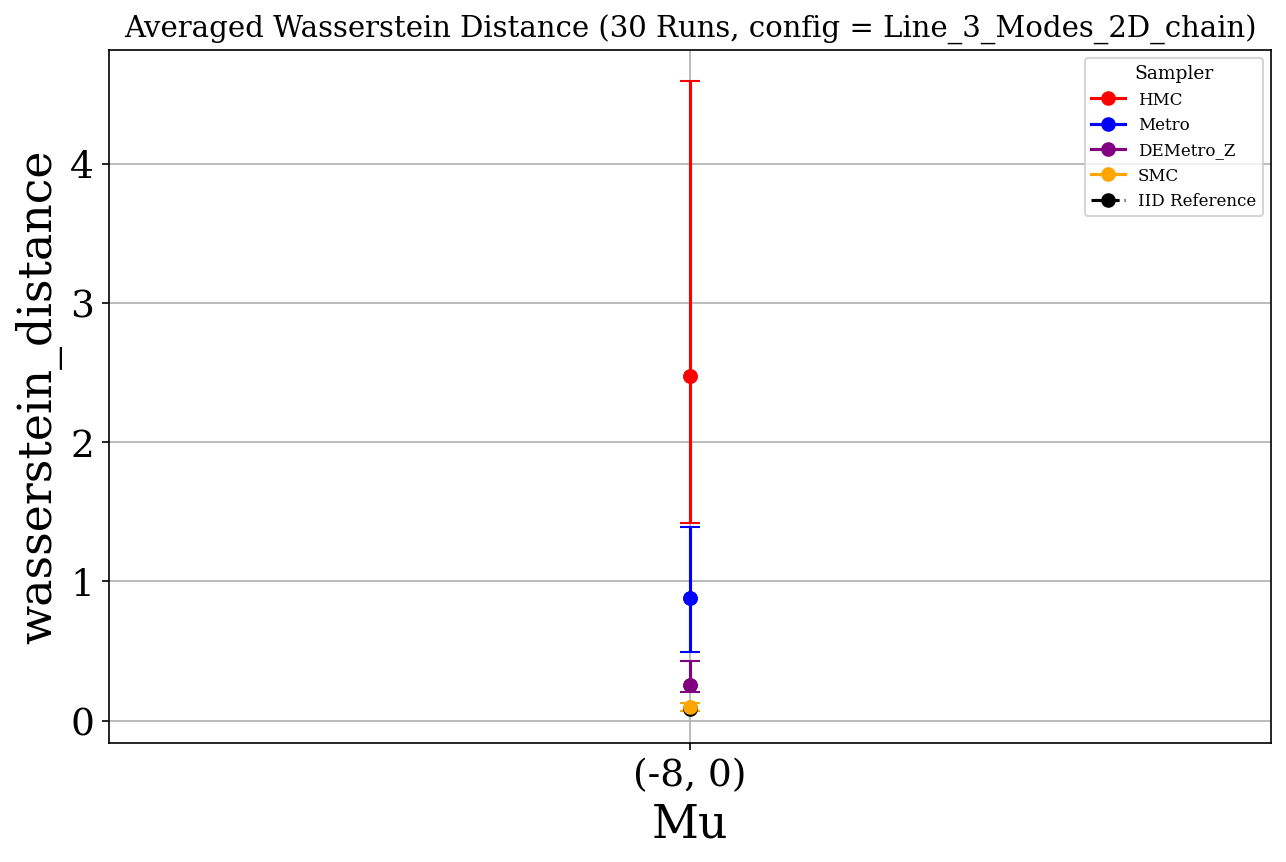 Averaged Wasserstein Distance (30 Runs, config = Line_3_Modes_2D_chain)
wasserstein_distance
4
3
2
1
0
Sampler
HMC
Metro
DEMetro_Z
SMC
IID Reference
(-8, 0)
Mu